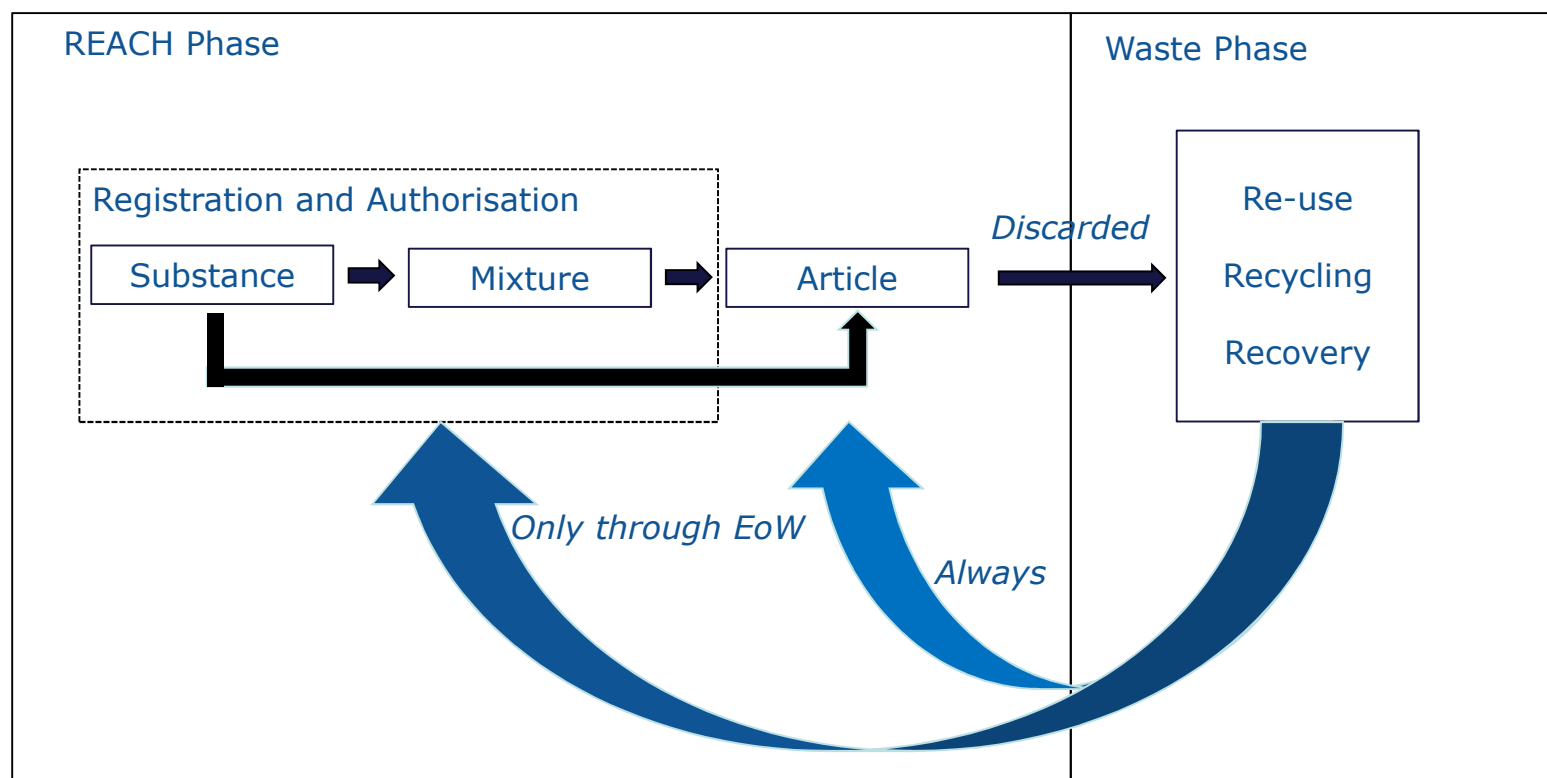 REACH Phase
Waste Phase
Registration and Authorisation
Substance
Mixture
Article
Discarded
Re-use
Recycling
Recovery
Only through EoW
Always